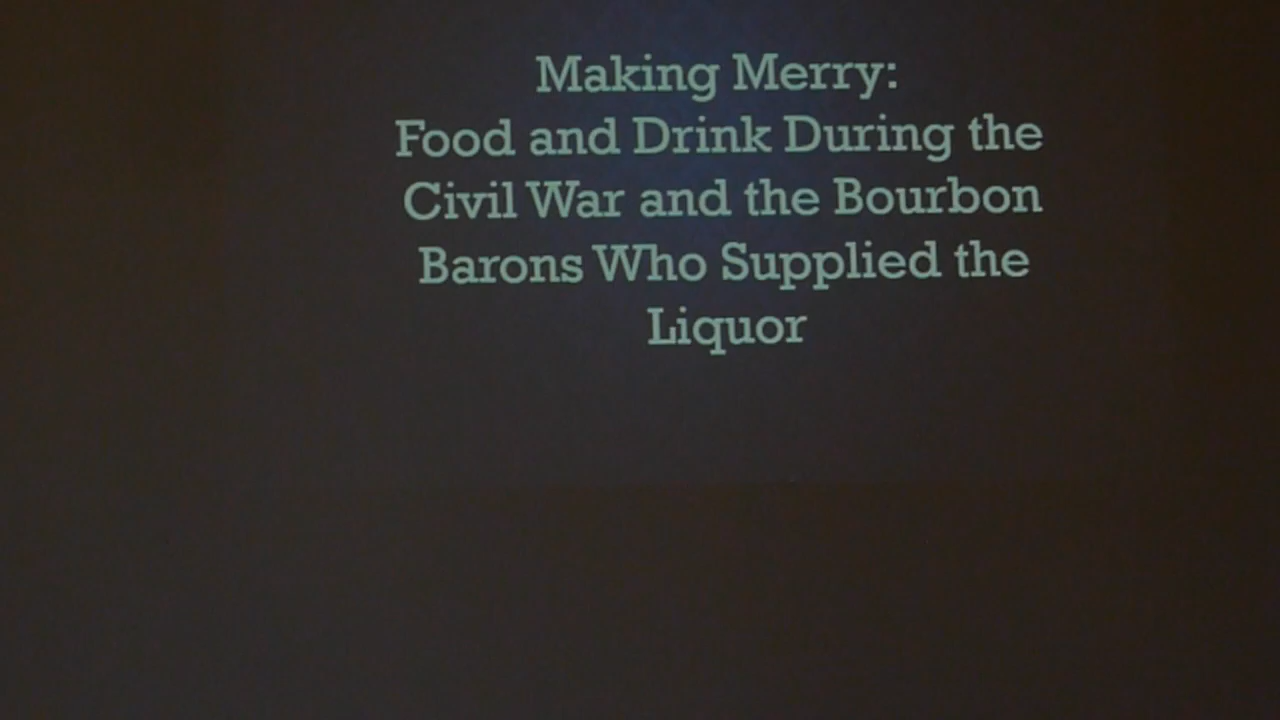 Making Merry:
Food and Drink During the
Civil War and the Bourbon
Barons Who Supplied the
Liquor